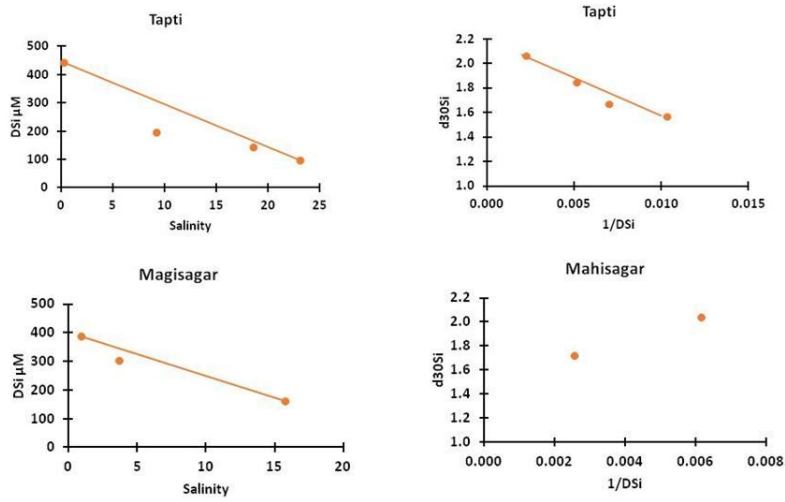 Tapti
500
400
300
200
100
0
0 5 10 15 20 25
DSi µM
Salinity
Tapti
2.2
2.0
1.8
1.6
1.4
1.2
1.0
0.000 0.005 0.010 0.015
d30Si
1/DSi
Magisagar
500
400
300
200
100
0
0 5 10 15 20
DSi µM
Salinity
Mahisagar
2.2
2.0
1.8
1.6
1.4
1.2
1.0
0.000 0.002 0.004 0.006 0.008
d30Si
1/DSi